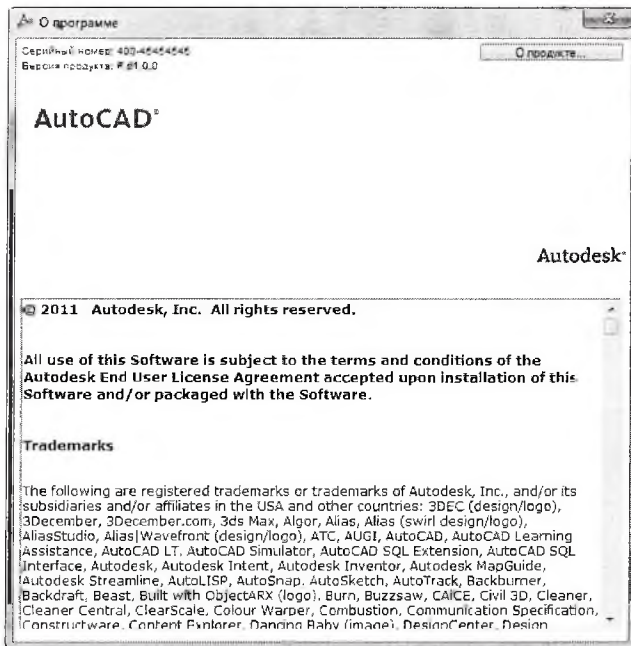 О программе
Серийный номер: 400-45454545
Версия продукта: F.61.0.0
О продукте...
AutoCAD®
Autodesk®
© 2011 Autodesk, Inc. All rights reserved.
All use of this Software is subject to the terms and conditions of the
Autodesk End User License Agreement accepted upon installation of this
Software and/or packaged with the Software.
Trademarks
The following are registered trademarks or trademarks of Autodesk, Inc., and/or its
subsidiaries and/or affiliates in the USA and other countries: 3DEC (design/logo),
3December, 3December.com, 3ds Max, Algor, Alias, Alias (swirl design/logo),
AliasStudio, Alias|Wavefront (design/logo), ATC, AUGI, AutoCAD, AutoCAD Learning
Assistance, AutoCAD LT, AutoCAD Simulator, AutoCAD SQL Extension, AutoCAD SQL
Interface, Autodesk, Autodesk Intent, Autodesk Inventor, Autodesk MapGuide,
Autodesk Streamline, AutoLISP, AutoSnap, AutoSketch, AutoTrack, Backburner,
Backdraft, Beast, Built with ObjectARX (logo), Burn, Buzzsaw, CAiCE, Civil 3D, Cleaner,
Cleaner Central, ClearScale, Colour Warper, Combustion, Communication Specification,
Constructware, Content Explorer, Dancing Baby (image), DesignCenter, Design